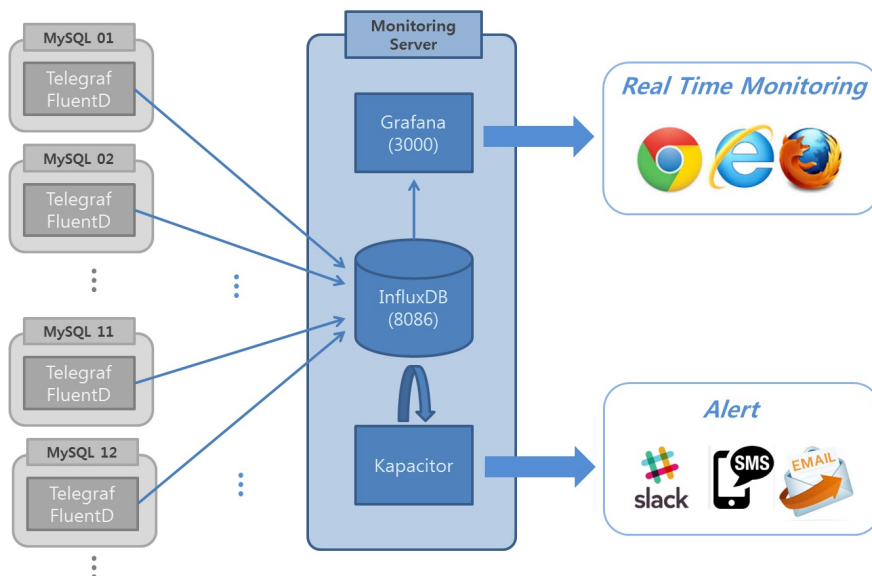 MySQL 01
Telegraf
FluentD
MySQL 02
Telegraf
FluentD
MySQL 11
Telegraf
FluentD
MySQL 12
Telegraf
FluentD
Monitoring
Server
Grafana
(3000)
InfluxDB
(8086)
Kapacitor
Real Time Monitoring
Alert
slack
SMS
EMAIL